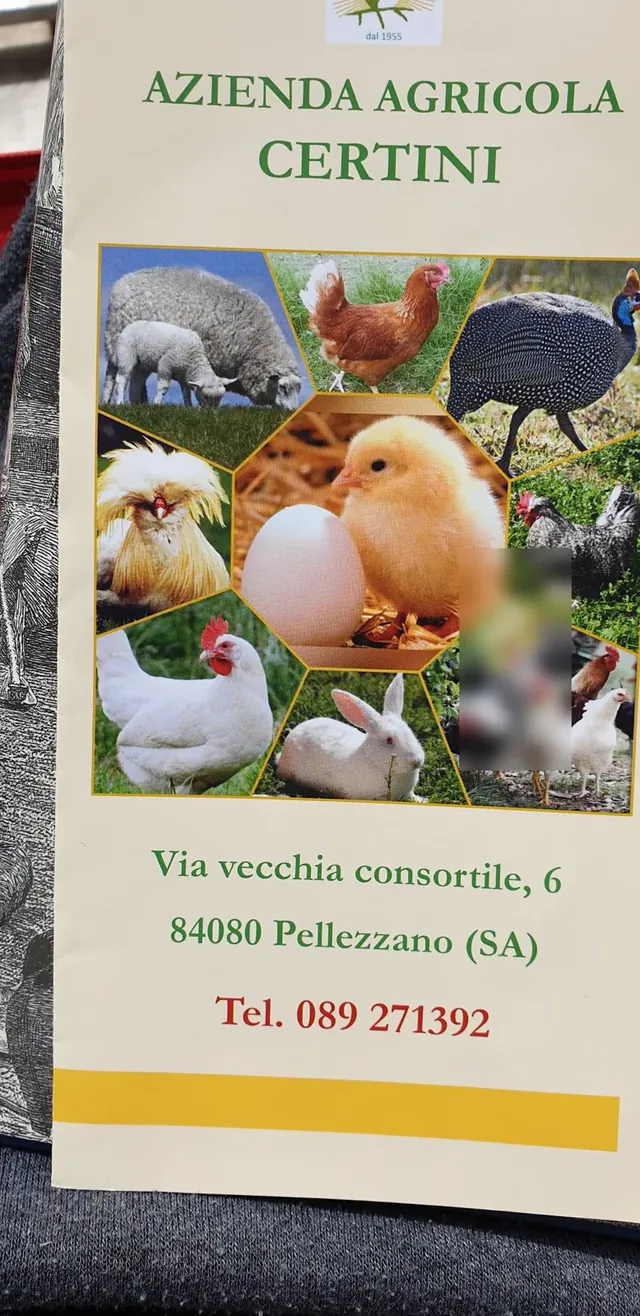 dal 1955
AZIENDA AGRICOLA
CERTINI
Via vecchia consortile, 6
84080 Pellezzano (SA)
Tel. 089 271392